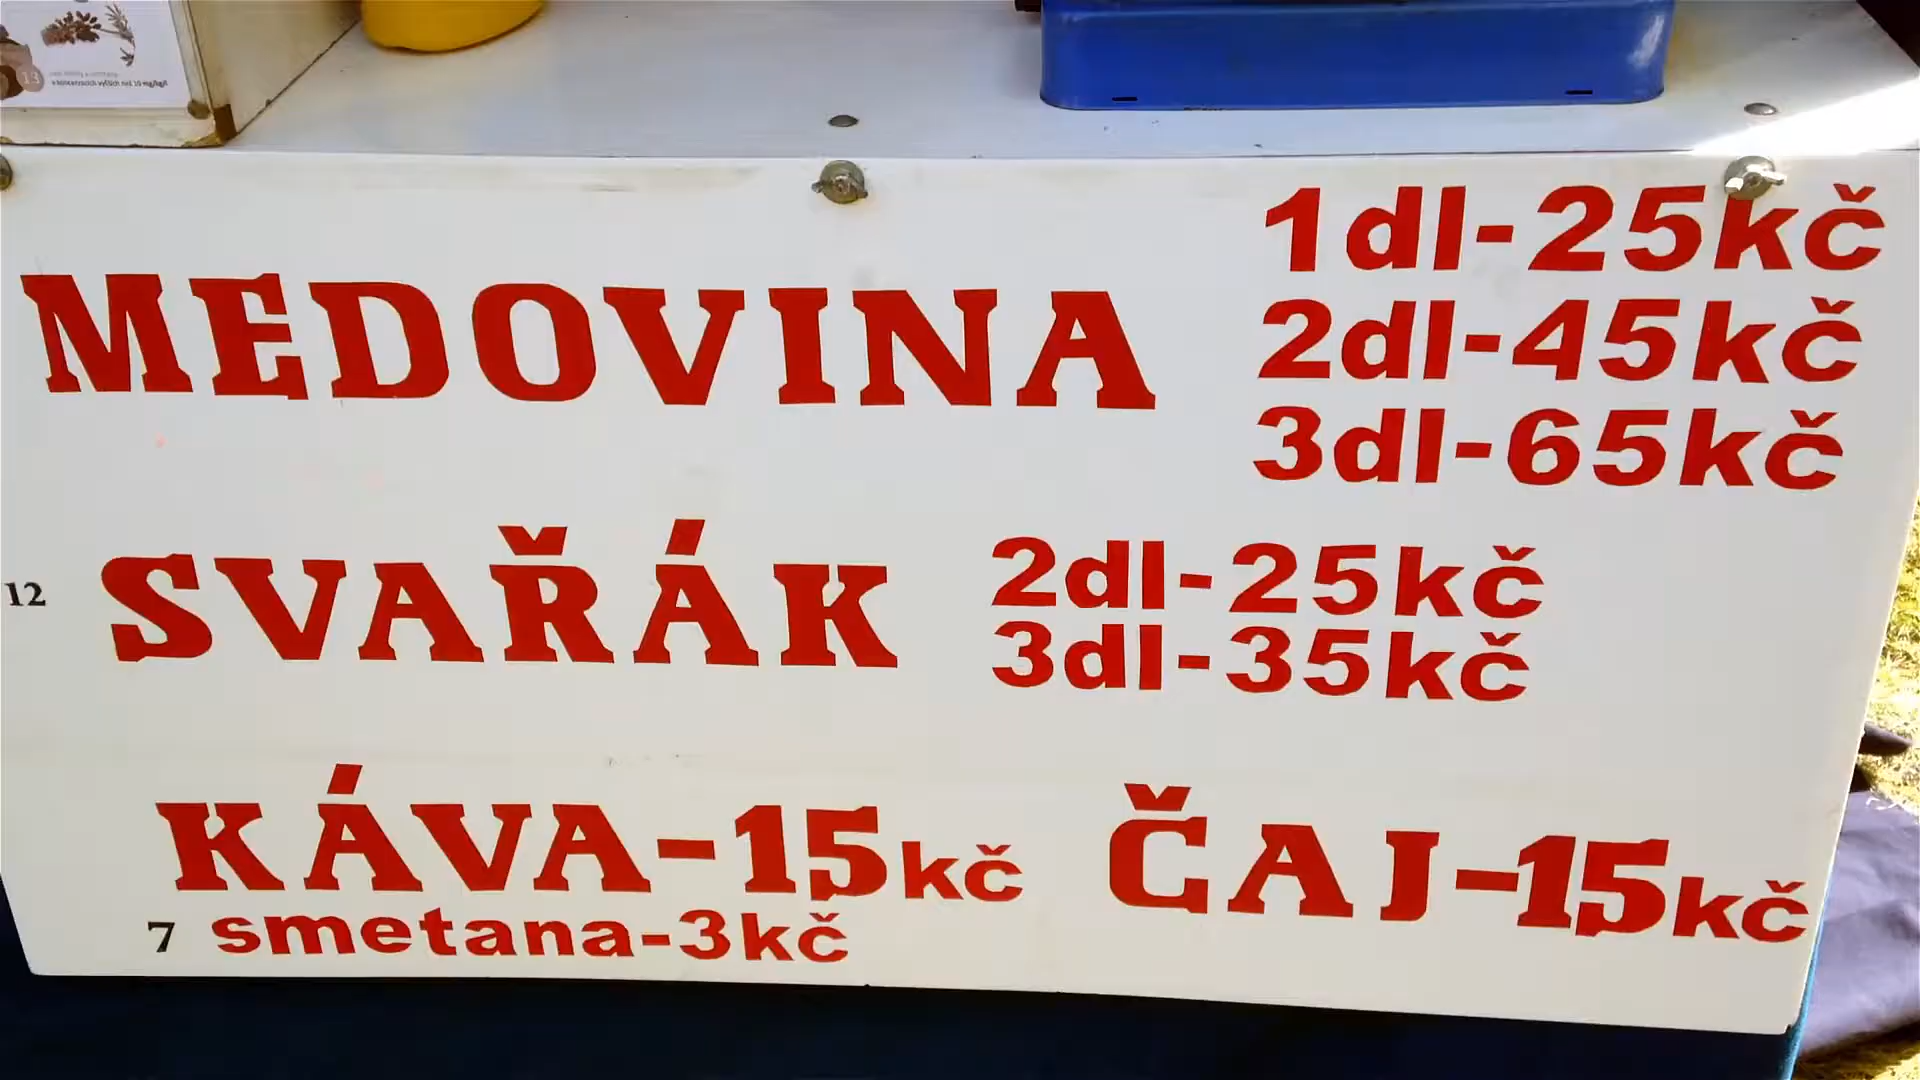 1dl-25kč
MEDOVINA 2dl-45kč
3dl-65kč
12 SVAŘÁK 2dl-25kč
3dl-35kč
KÁVA-15kč ČAJ-15kč
7 smetana-3kč
13